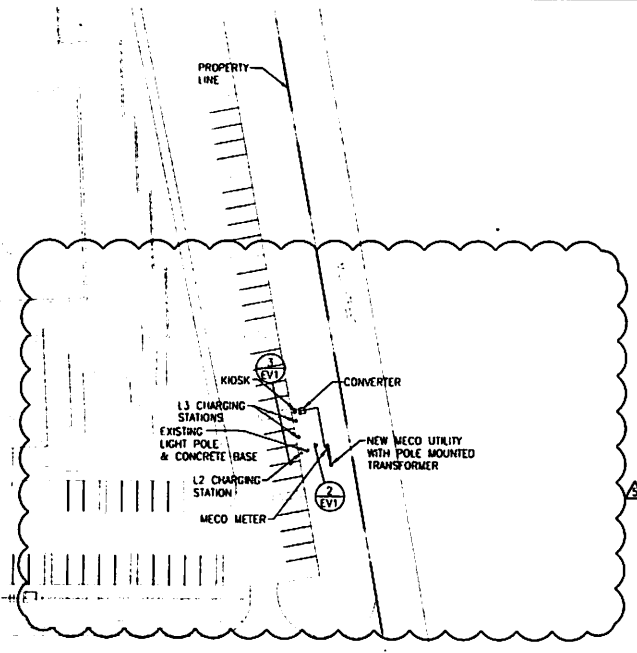 PROPERTY
LINE
3
EV1
KIOSK
CONVERTER
L3 CHARGING
STATIONS
EXISTING
LIGHT POLE
& CONCRETE BASE
NEW MECO UTILITY
WITH POLE MOUNTED
TRANSFORMER
L2 CHARGING
STATION
2
EV1
MECO METER